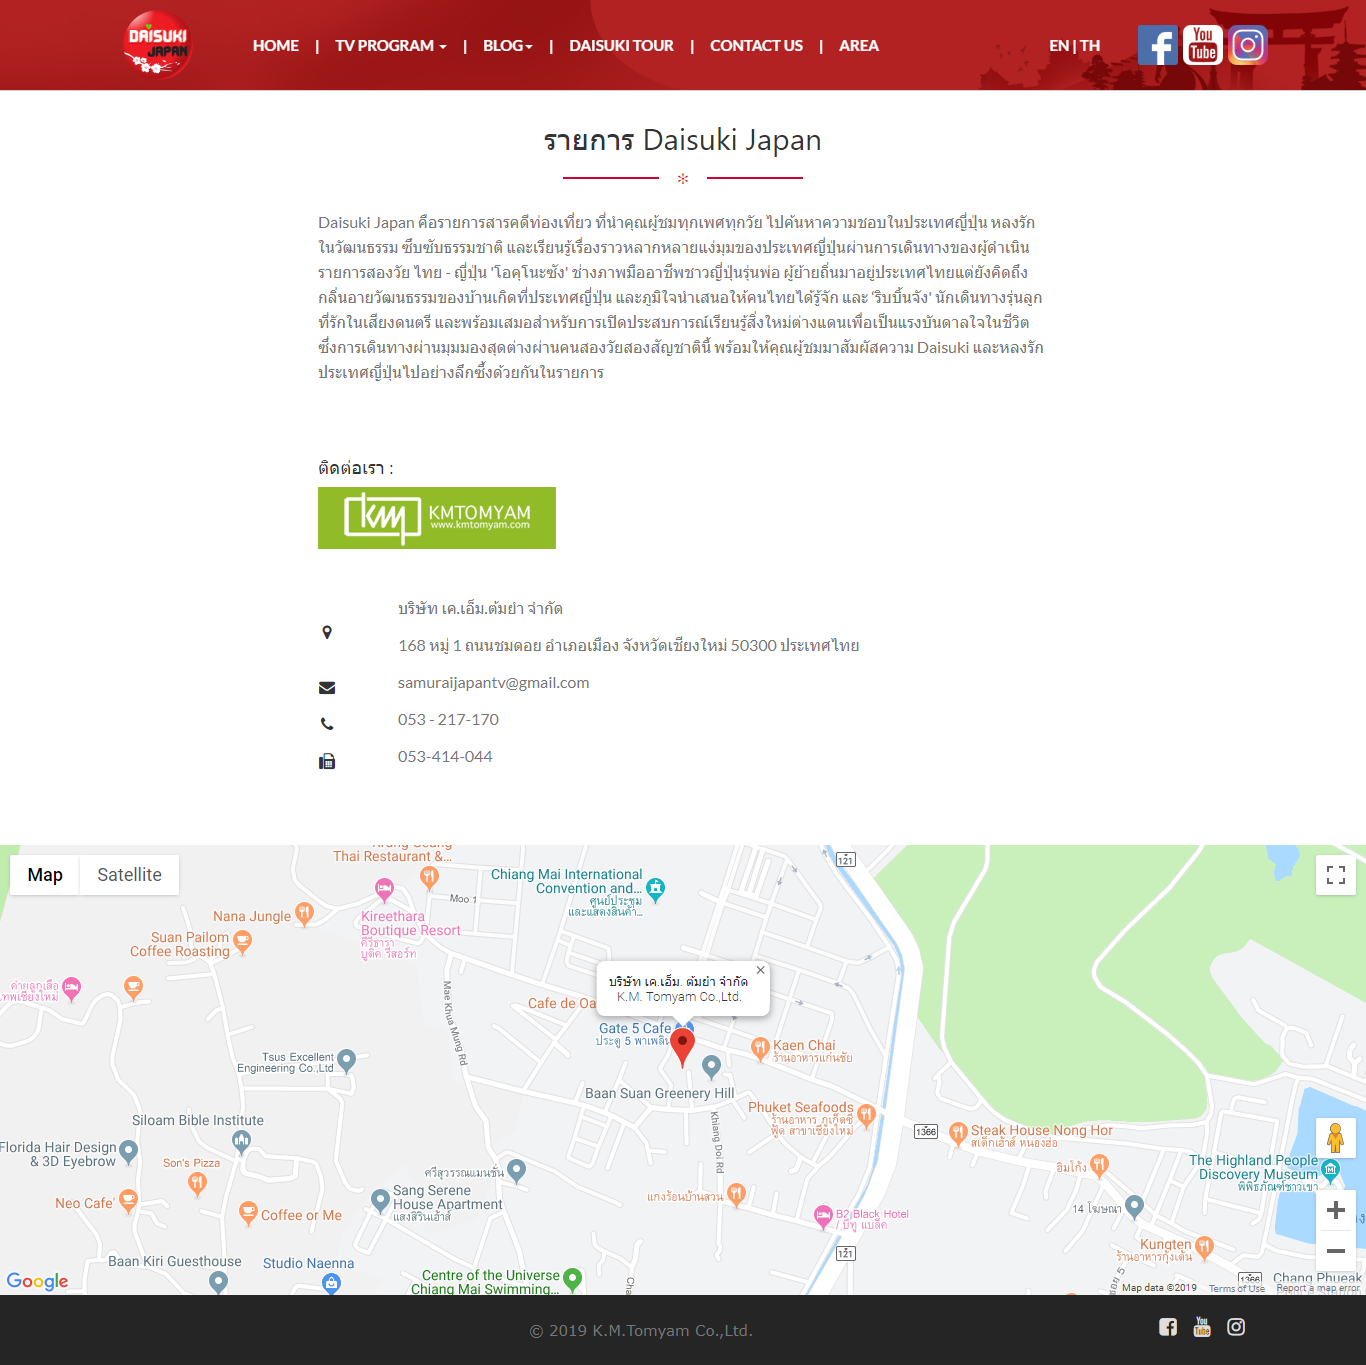 DAISUKI
JAPAN
HOME | TV PROGRAM | BLOG | DAISUKI TOUR | CONTACT US | AREA
EN | TH
You
Tube
รายการ Daisuki Japan
Daisuki Japan คือรายการสารคดีท่องเที่ยว ที่นำคุณผู้ชมทุกเพศทุกวัย ไปค้นหาความชอบในประเทศญี่ปุ่น หลงรัก
ในวัฒนธรรม ซึบซับธรรมชาติ และเรียนรู้เรื่องราวหลากหลายแง่มุมของประเทศญี่ปุ่นผ่านการเดินทางของผู้ดำเนิน
รายการสองวัย ไทย - ญี่ปุ่น 'โอคุโนะซัง' ช่างภาพมืออาชีพชาวญี่ปุ่นรุ่นพ่อ ผู้ย้ายถิ่นมาอยู่ประเทศไทยแต่ยังคิดถึง
กลิ่นอายวัฒนธรรมของบ้านเกิดที่ประเทศญี่ปุ่น และภูมิใจนำเสนอให้คนไทยได้รู้จัก และ 'ริบบิ้นจัง' นักเดินทางรุ่นลูก
ที่รักในเสียงดนตรี และพร้อมเสมอสำหรับการเปิดประสบการณ์เรียนรู้สิ่งใหม่ต่างแดนเพื่อเป็นแรงบันดาลใจในชีวิต
ซึ่งการเดินทางผ่านมุมมองสุดต่างผ่านคนสองวัยสองสัญชาตินี้ พร้อมให้คุณผู้ชมมาสัมผัสความ Daisuki และหลงรัก
ประเทศญี่ปุ่นไปอย่างลึกซึ้งด้วยกันในรายการ
ติดต่อเรา :
km KMTOMYAM
www.kmtomyam.com
บริษัท เค.เอ็ม.ต้มยำ จำกัด
168 หมู่ 1 ถนนชมดอย อำเภอเมือง จังหวัดเชียงใหม่ 50300 ประเทศไทย
samuraijapantv@gmail.com
053 - 217-170
053-414-044
Map
Satellite
Thai Restaurant &...
Moo 1
Chiang Mai International
Convention and...
ศูนย์ประชุม
และแสดงสินค้า...
121
Nana Jungle
Kireethara
Boutique Resort
คีรีธารา
บูติค รีสอร์ท
Suan Pailom
Coffee Roasting
ค่ายลูกเสือ
Mae Khua Mung Rd
Cafe de Oa
บริษัท เค.เอ็ม. ต้มยำ จำกัด
K.M. Tomyam Co.,Ltd.
Gate 5 Cafe
ประตู 5 พาเพลิน
Kaen Chai
ร้านอาหารแก่นชัย
Tsus Excellent
Engineering Co.,Ltd
Baan Suan Greenery Hill
Phuket Seafoods
ร้านอาหาร ภูเก็ตซี
ฟู้ด สาขาเชียงใหม่
Khiang Doi Rd
Siloam Bible Institute
1366
Steak House Nong Hor
สเต็กเฮ้าส์ หนองฮ่อ
Florida Hair Design
& 3D Eyebrow
Son's Pizza
ศรีสุวรรณแมนชั่น
อิมโก้ง
The Highland People
Discovery Museum
พิพิธภัณฑ์ชาวเขา
Neo Cafe'
Coffee or Me
Sang Serene
House Apartment
แสงสิรินเฮ้าส์
แกงร้อนบ้านสวน
B2 Black Hotel
/ บีทู แบล็ค
14 โฆษณา
Kungten
ร้านอาหารกุ้งเต้น
121
Baan Kiri Guesthouse
Studio Naenna
Centre of the Universe
Chiang Mai Swimming...
ซอย 5
1366
Chang Phueak
Google
Map data ©2019
Terms of Use
Report a map error
© 2019 K.M.Tomyam Co.,Ltd.
You
Tube